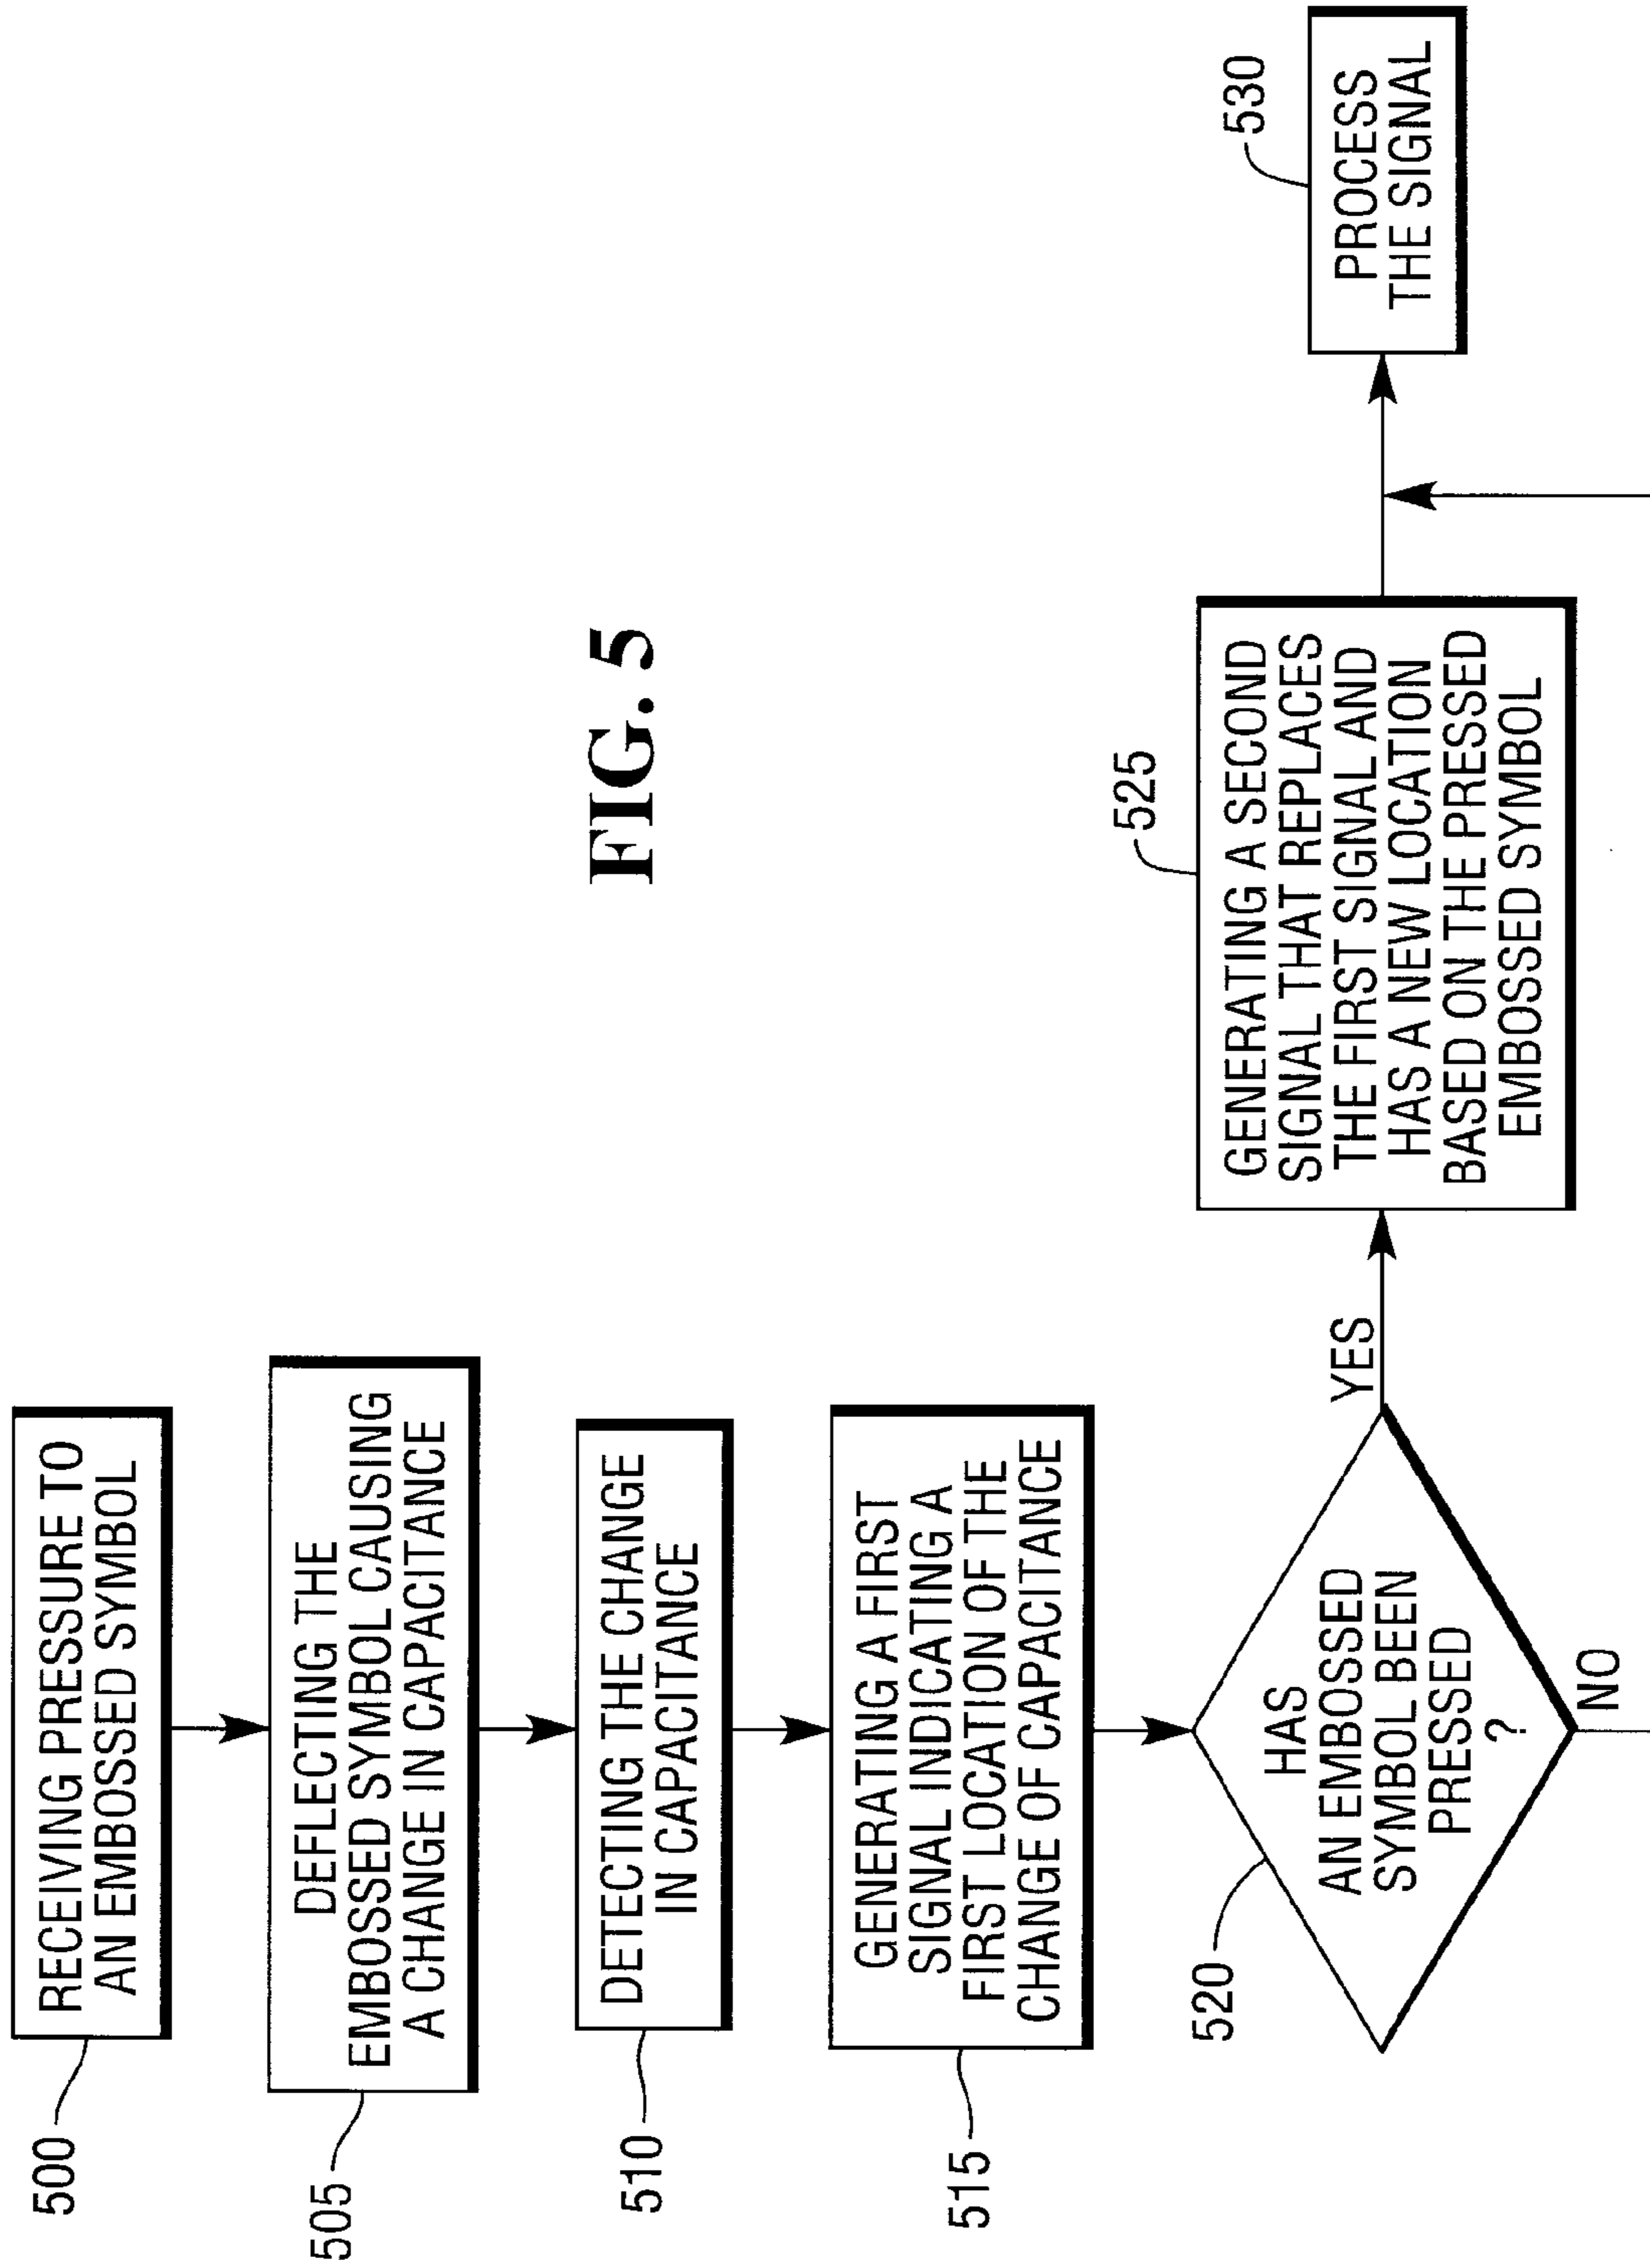 500
RECEIVING PRESSURE TO
AN EMBOSSED SYMBOL
505
DEFLECTING THE
EMBOSSED SYMBOL CAUSING
A CHANGE IN CAPACITANCE
510
DETECTING THE CHANGE
IN CAPACITANCE
515
GENERATING A FIRST
SIGNAL INDICATING A
FIRST LOCATION OF THE
CHANGE OF CAPACITANCE
520
HAS
AN EMBOSSED
SYMBOL BEEN
PRESSED
?
YES
NO
525
GENERATING A SECOND
SIGNAL THAT REPLACES
THE FIRST SIGNAL AND
HAS A NEW LOCATION
BASED ON THE PRESSED
EMBOSSED SYMBOL
530
PROCESS
THE SIGNAL
FIG. 5